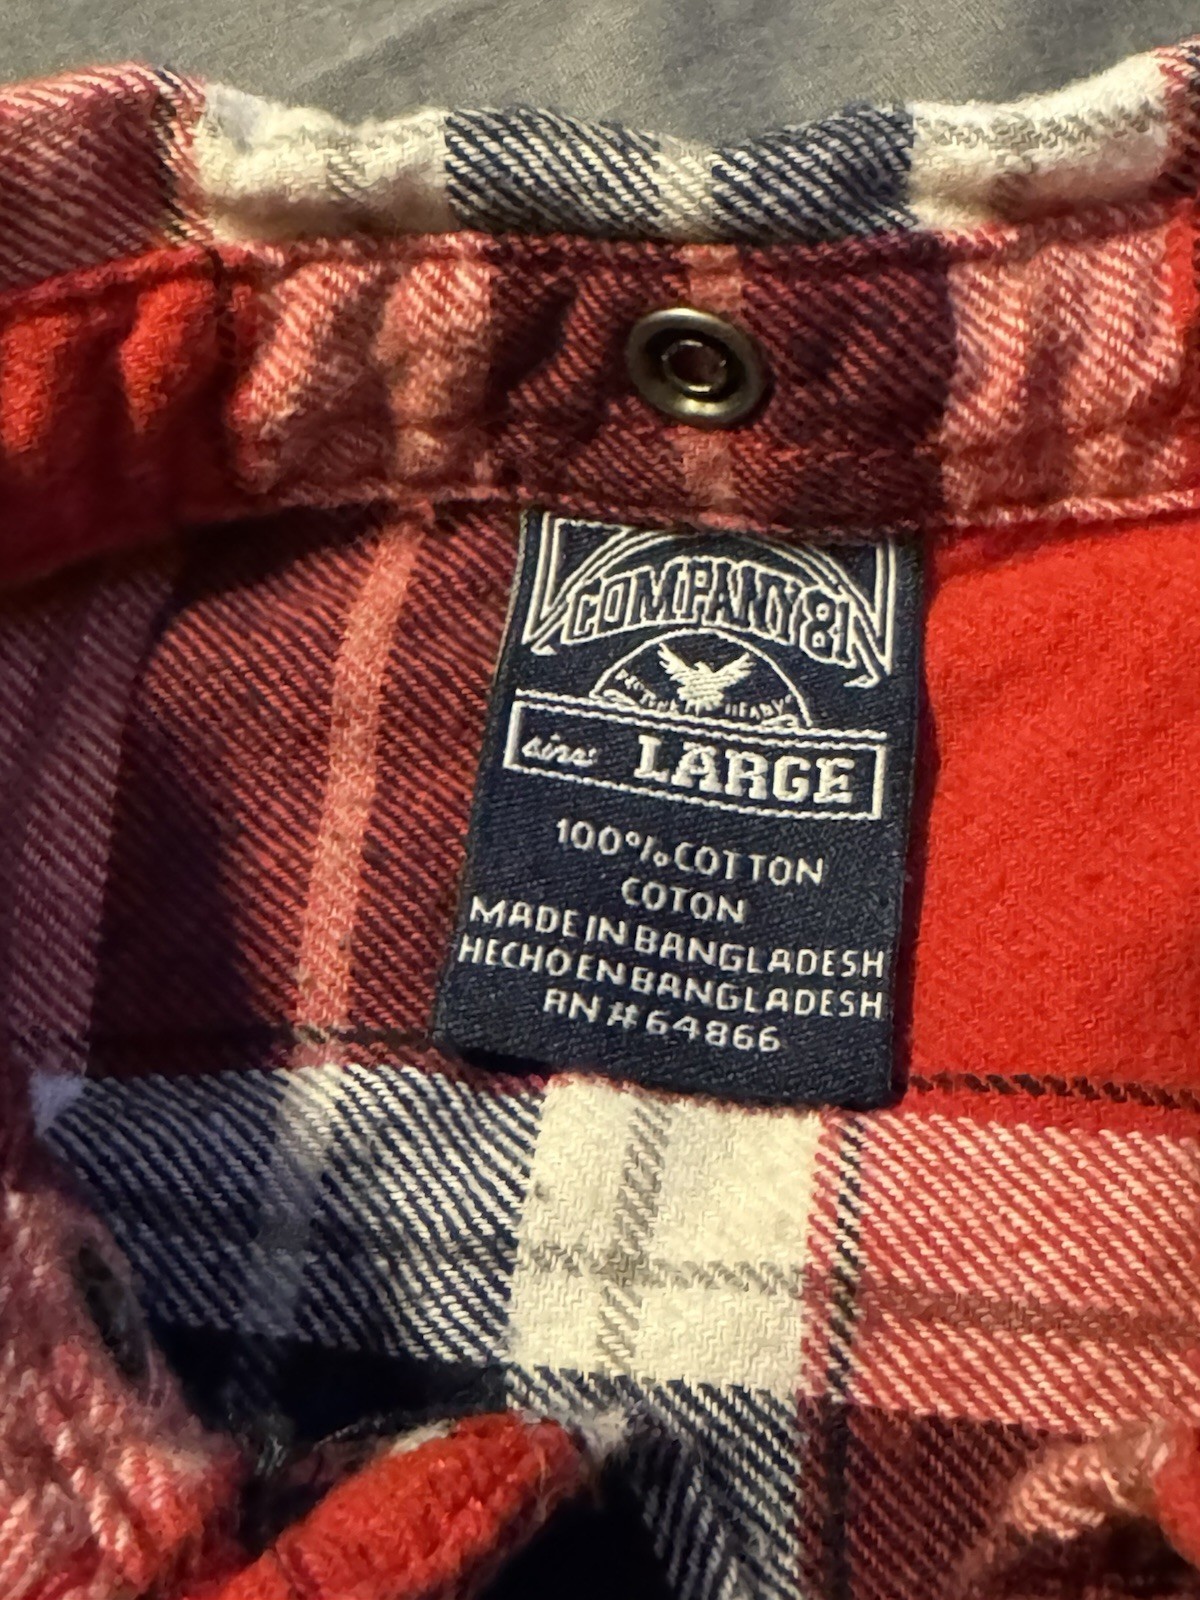 COMPANY 81
size LARGE
100% COTTON
COTON
MADE IN BANGLADESH
HECHO EN BANGLADESH
RN # 64866